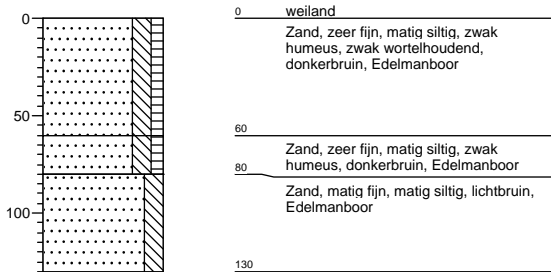 0
50
100
0 weiland
Zand, zeer fijn, matig siltig, zwak
humeus, zwak wortelhoudend,
donkerbruin, Edelmanboor
60
Zand, zeer fijn, matig siltig, zwak
humeus, donkerbruin, Edelmanboor
80
Zand, matig fijn, matig siltig, lichtbruin,
Edelmanboor
130